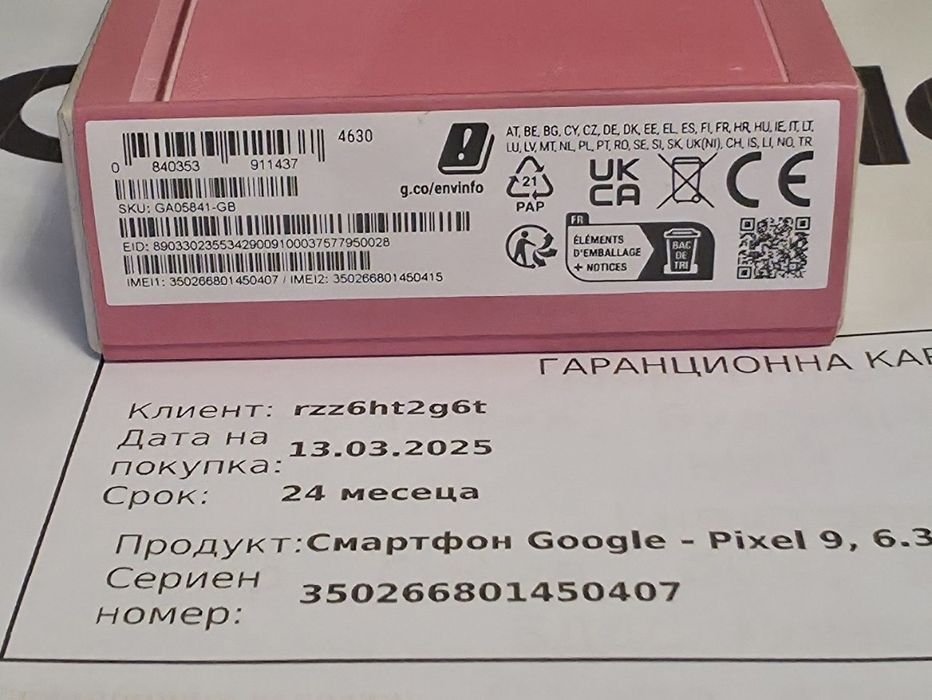 4630
0 840353 911437
SKU: GA05841-GB
EID: 89033023553429009100037577950028
IMEI1: 350266801450407 / IMEI2: 350266801450415
g.co/envinfo
AT, BE, BG, CY, CZ, DE, DK, EE, EL, ES, FI, FR, HR, HU, IE, IT, LT,
LU, LV, MT, NL, PL, PT, RO, SE, SI, SK, UK(NI), CH, IS, LI, NO, TR
21
PAP
UK
CA
CE
FR
ÉLÉMENTS
D'EMBALLAGE
+ NOTICES
BAC
DE
TRI
ГАРАНЦИОННА КАР
Клиент: rzz6ht2g6t
Дата на
покупка: 13.03.2025
Срок: 24 месеца
Продукт: Смартфон Google - Pixel 9, 6.3
Сериен
номер: 350266801450407